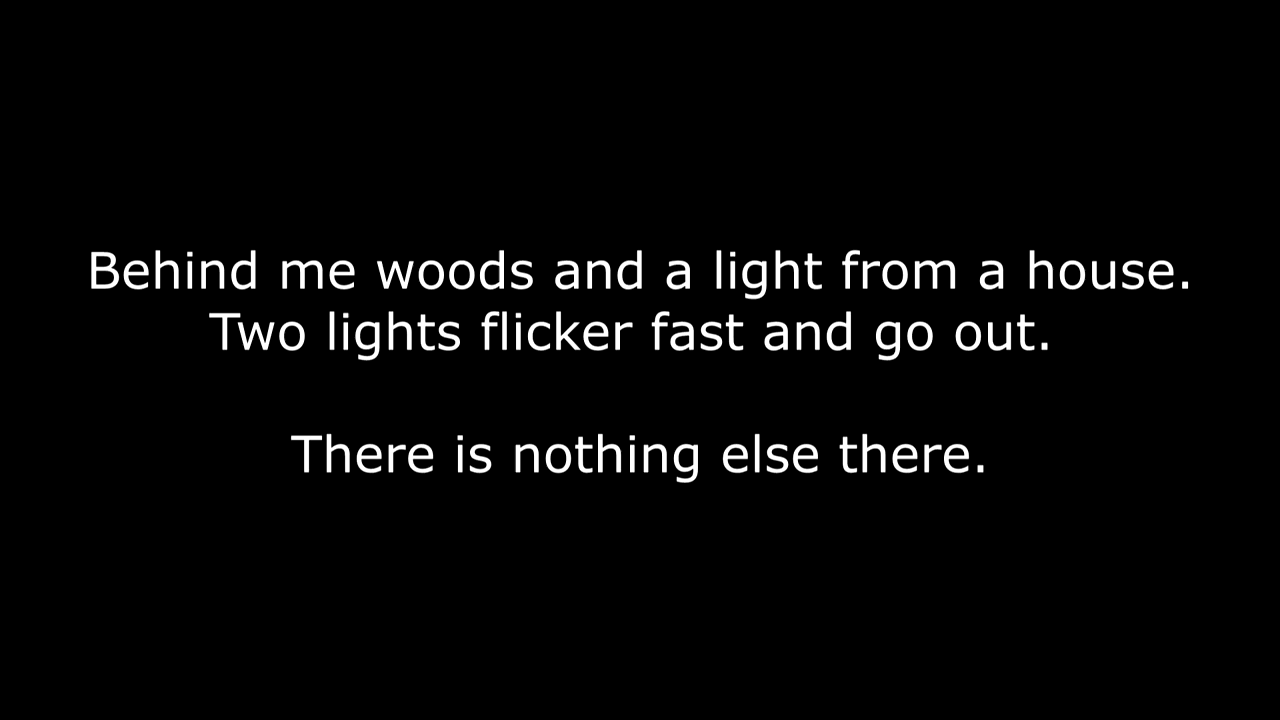 Behind me woods and a light from a house.
Two lights flicker fast and go out.
There is nothing else there.